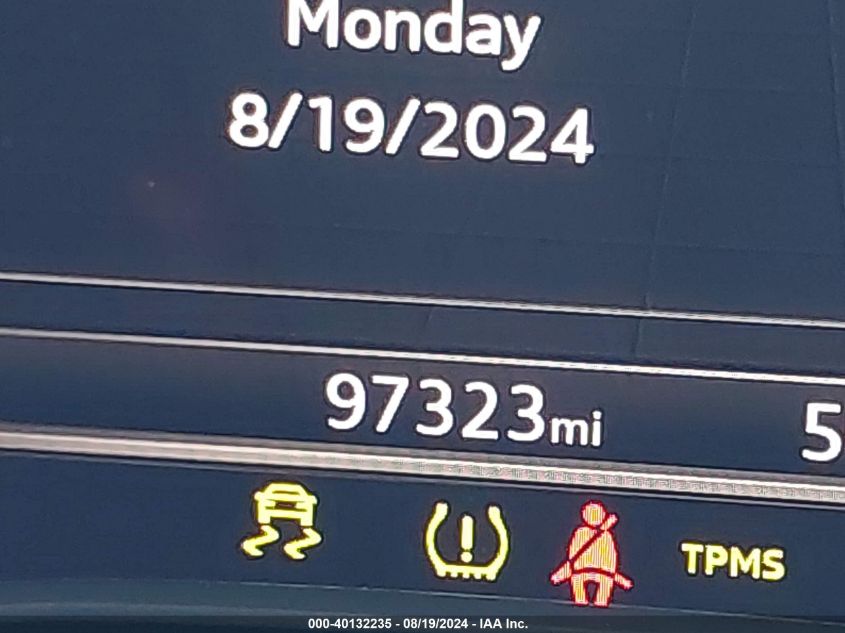 Monday
8/19/2024
97323mi 5
TPMS
000-40132235 - 08/19/2024 - IAA Inc.